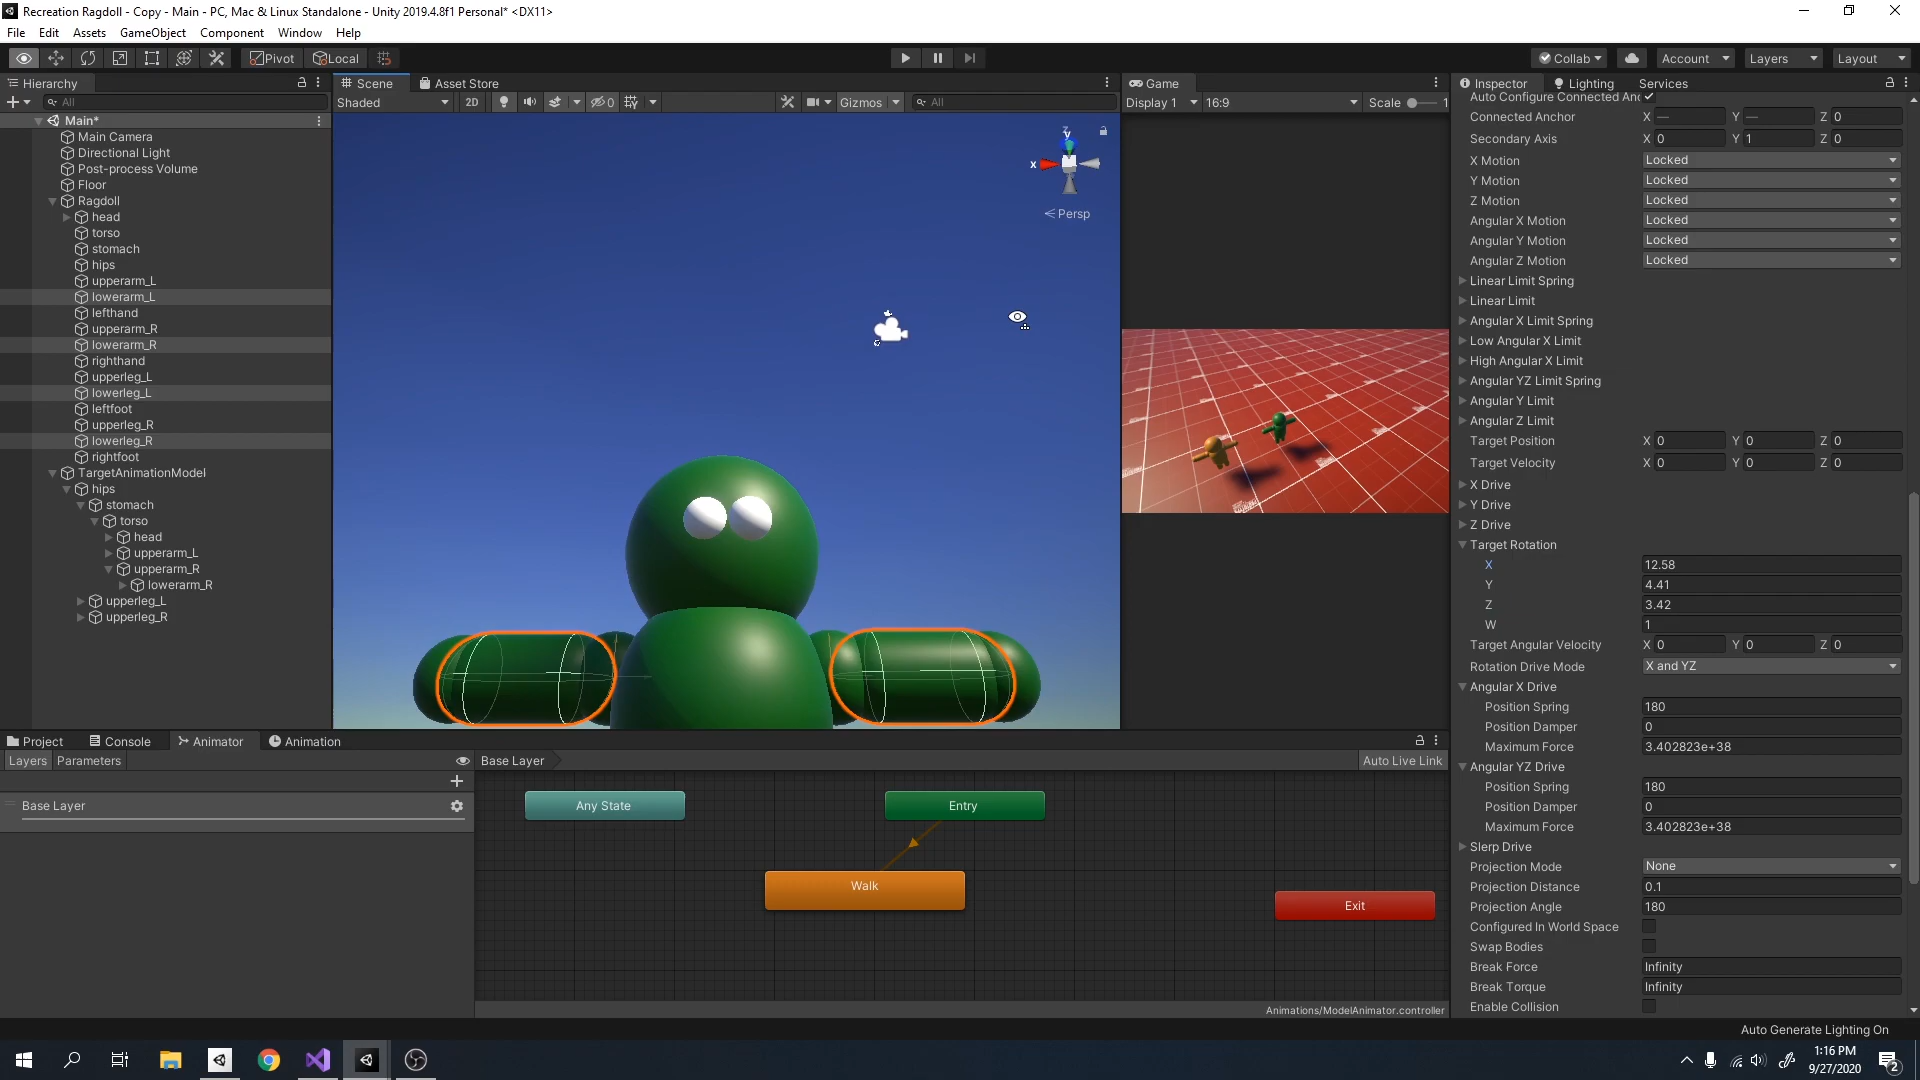 Recreation Ragdoll - Copy - Main - PC, Mac & Linux Standalone - Unity 2019.4.8f1 Personal* <DX11>
File Edit Assets GameObject Component Window Help
Pivot Local Collab Account Layers Layout
Hierarchy
All
Main*
Main Camera
Directional Light
Post-process Volume
Floor
Ragdoll
head
torso
stomach
hips
upperarm_L
lowerarm_L
lefthand
upperarm_R
lowerarm_R
righthand
upperleg_L
lowerleg_L
leftfoot
upperleg_R
lowerleg_R
rightfoot
TargetAnimationModel
hips
stomach
torso
head
upperarm_L
upperarm_R
lowerarm_R
upperleg_L
upperleg_R
Scene Asset Store
Shaded 2D 0 Gizmos All
y
x
Persp
Game
Display 1 16:9 Scale 1
Inspector Lighting Services
Auto Configure Connected Anc
Connected Anchor X — Y — Z 0
Secondary Axis X 0 Y 1 Z 0
X Motion Locked
Y Motion Locked
Z Motion Locked
Angular X Motion Locked
Angular Y Motion Locked
Angular Z Motion Locked
Linear Limit Spring
Linear Limit
Angular X Limit Spring
Low Angular X Limit
High Angular X Limit
Angular YZ Limit Spring
Angular Y Limit
Angular Z Limit
Target Position X 0 Y 0 Z 0
Target Velocity X 0 Y 0 Z 0
X Drive
Y Drive
Z Drive
Target Rotation
X 12.58
Y 4.41
Z 3.42
W 1
Target Angular Velocity X 0 Y 0 Z 0
Rotation Drive Mode X and YZ
Angular X Drive
Position Spring 180
Position Damper 0
Maximum Force 3.402823e+38
Angular YZ Drive
Position Spring 180
Position Damper 0
Maximum Force 3.402823e+38
Slerp Drive
Projection Mode None
Projection Distance 0.1
Projection Angle 180
Configured In World Space
Swap Bodies
Break Force Infinity
Break Torque Infinity
Enable Collision
Project Console Animator Animation
Layers Parameters Base Layer Auto Live Link
Base Layer
Any State
Entry
Walk
Exit
Animations/ModelAnimator.controller
Auto Generate Lighting On
1:16 PM
9/27/2020
2